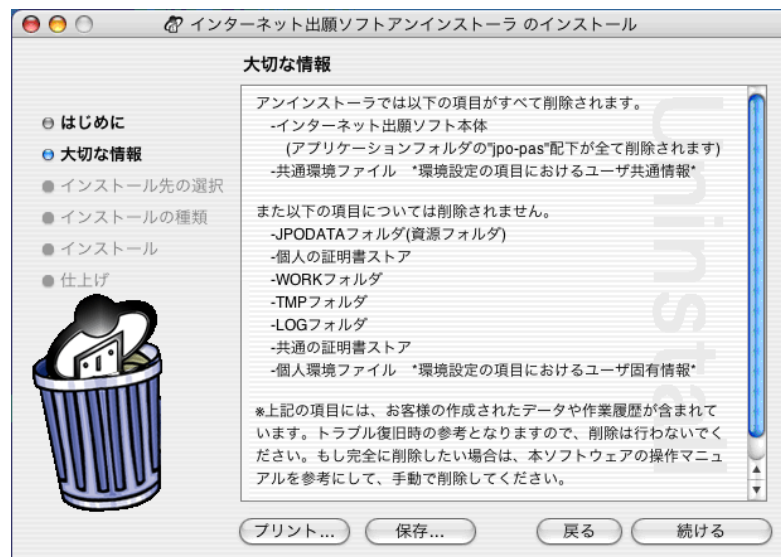 インターネット出願ソフトアンインストーラ のインストール
大切な情報
はじめに
大切な情報
インストール先の選択
インストールの種類
インストール
仕上げ
アンインストーラでは以下の項目がすべて削除されます。
-インターネット出願ソフト本体
(アプリケーションフォルダの"jpo-pas"配下が全て削除されます)
-共通環境ファイル *環境設定の項目におけるユーザ共通情報*
また以下の項目については削除されません。
-JPODATAフォルダ(資源フォルダ)
-個人の証明書ストア
-WORKフォルダ
-TMPフォルダ
-LOGフォルダ
-共通の証明書ストア
-個人環境ファイル *環境設定の項目におけるユーザ固有情報*
※上記の項目には、お客様の作成されたデータや作業履歴が含まれて
います。トラブル復旧時の参考となりますので、削除は行わないでく
ださい。もし完全に削除したい場合は、本ソフトウェアの操作マニュ
アルを参考にして、手動で削除してください。
Uninstall
プリント...
保存...
戻る
続ける